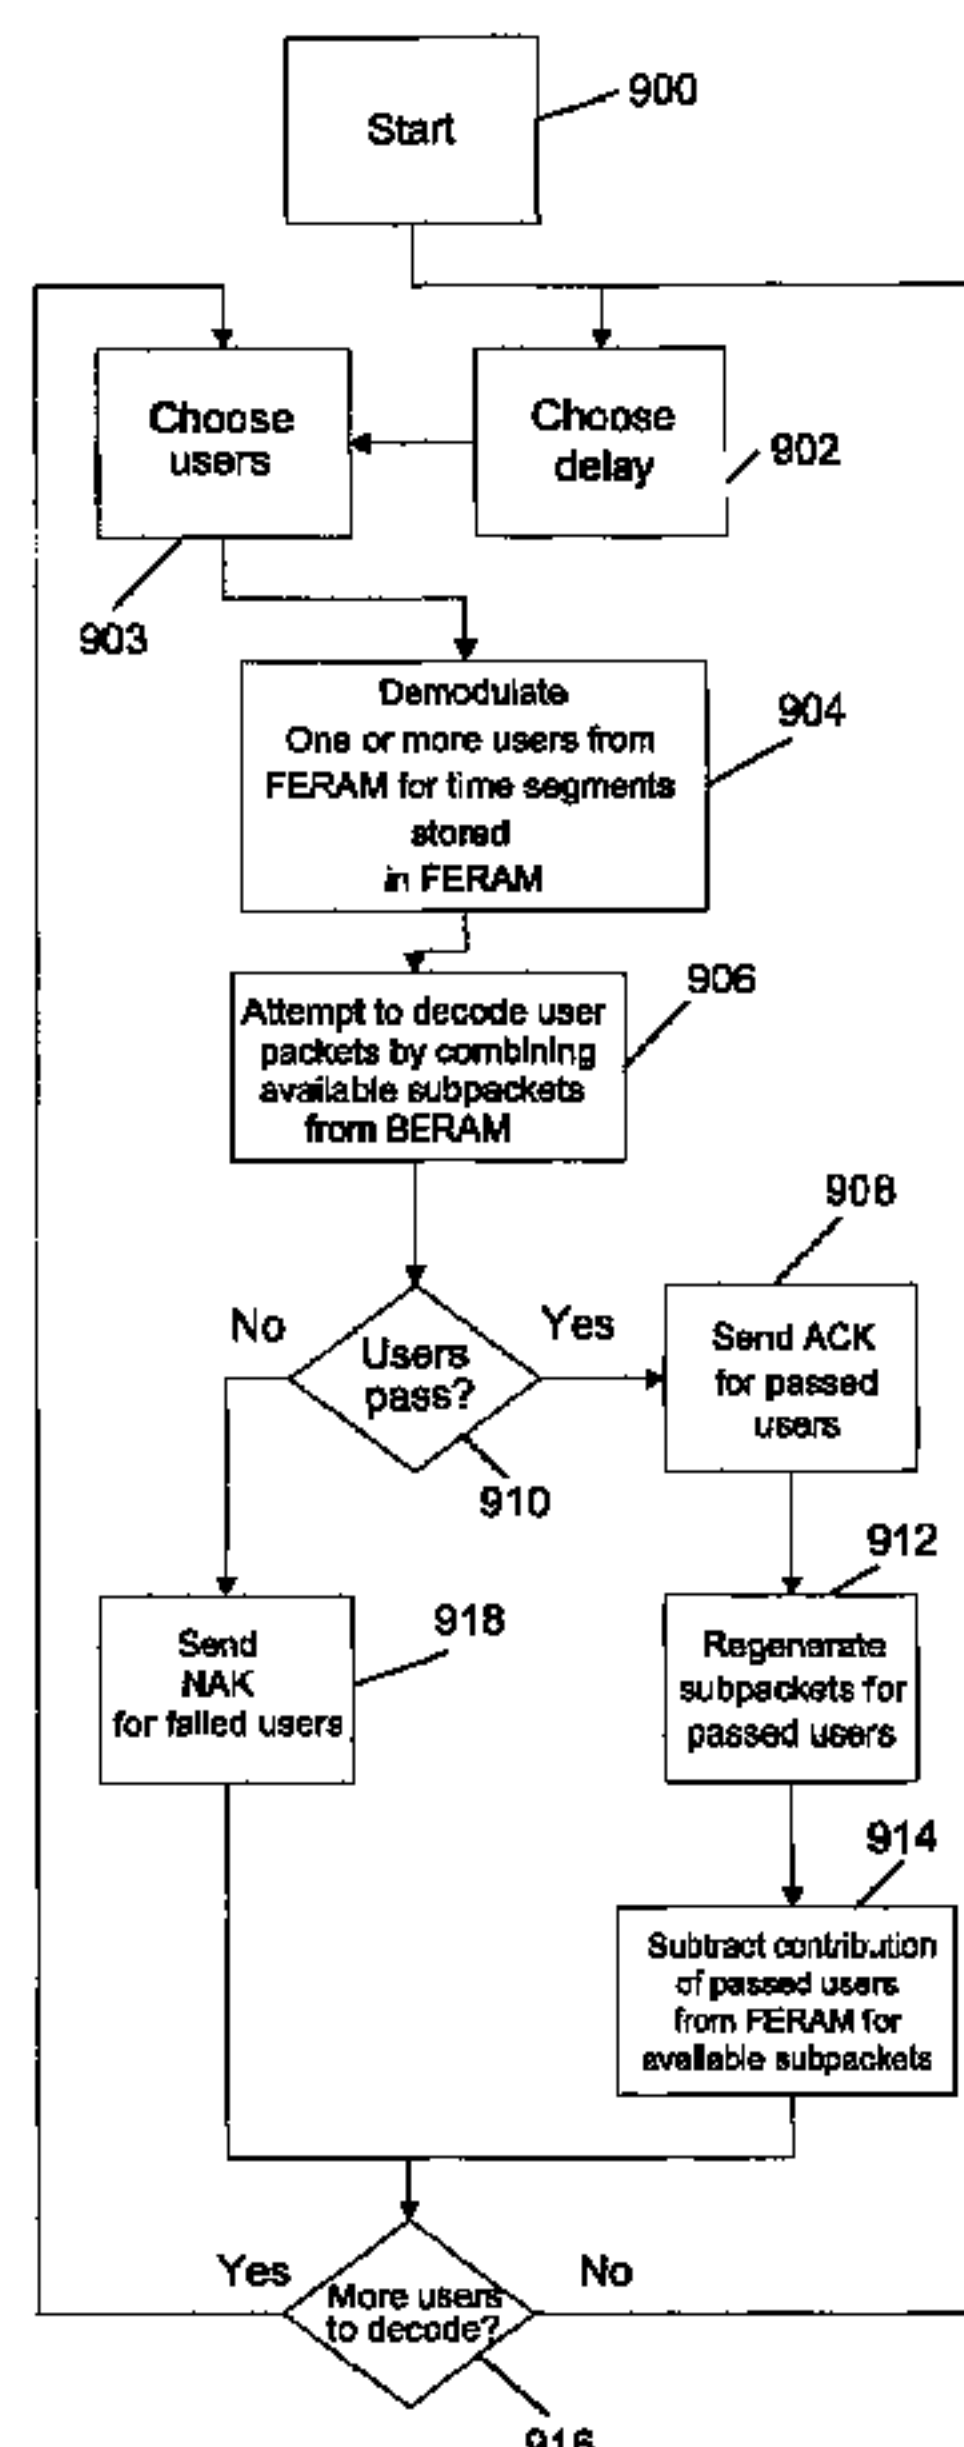 Start
900
Choose
users
Choose
delay
902
903
Demodulate
One or more users from
FERAM for time segments
stored
in FERAM
904
906
Attempt to decode user
packets by combining
available subpackets
from BERAM
908
No
Yes
Users
pass?
Send ACK
for passed
users
910
912
Send
NAK
for failed users
918
Regenerate
subpackets for
passed users
914
Subtract contribution
of passed users
from FERAM for
available subpackets
Yes
No
More users
to decode?
916